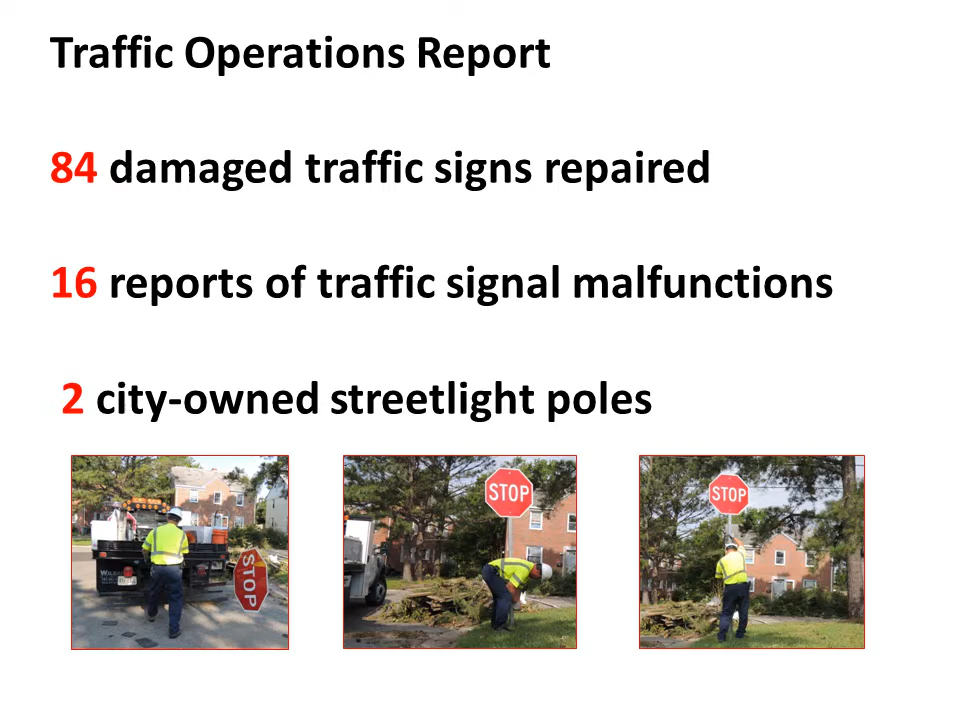 Traffic Operations Report
84 damaged traffic signs repaired
16 reports of traffic signal malfunctions
2 city-owned streetlight poles
STOP
STOP
STOP